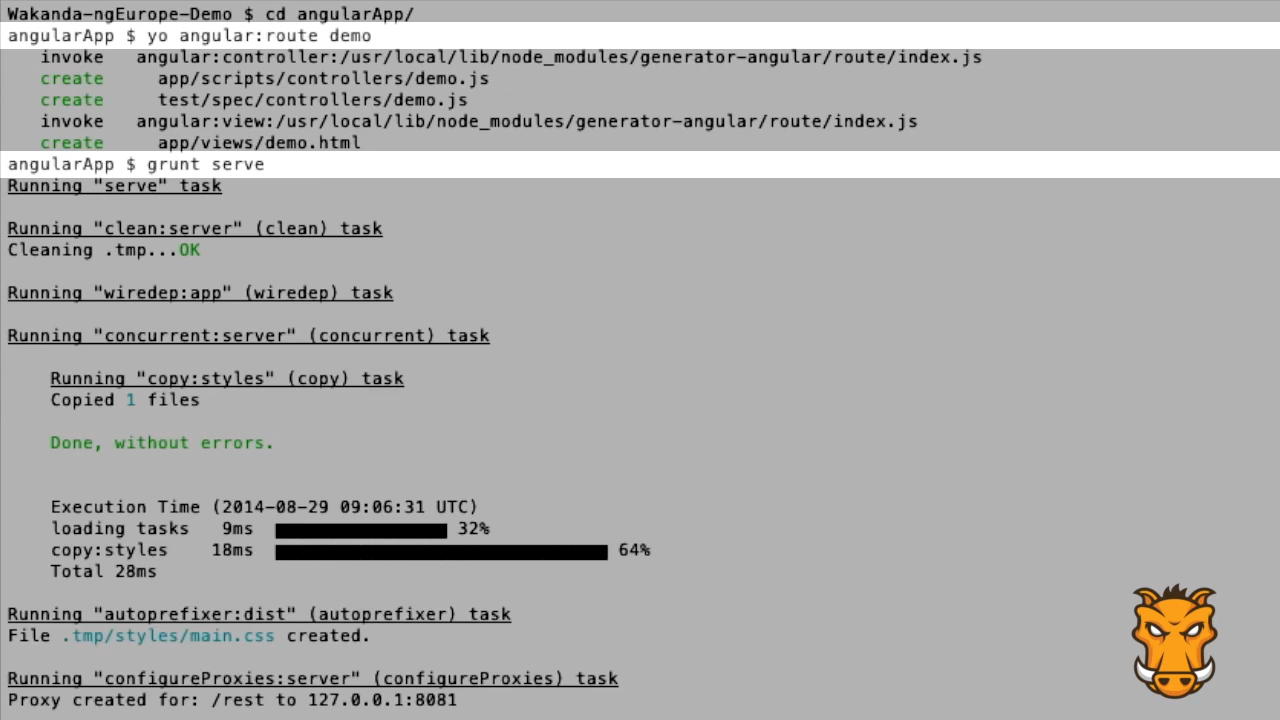 Wakanda-ngEurope-Demo $ cd angularApp/
angularApp $ yo angular:route demo
invoke angular:controller:/usr/local/lib/node_modules/generator-angular/route/index.js
create app/scripts/controllers/demo.js
create test/spec/controllers/demo.js
invoke angular:view:/usr/local/lib/node_modules/generator-angular/route/index.js
create app/views/demo.html
angularApp $ grunt serve
Running "serve" task
Running "clean:server" (clean) task
Cleaning .tmp...OK
Running "wiredep:app" (wiredep) task
Running "concurrent:server" (concurrent) task
Running "copy:styles" (copy) task
Copied 1 files
Done, without errors.
Execution Time (2014-08-29 09:06:31 UTC)
loading tasks 9ms 32%
copy:styles 18ms 64%
Total 28ms
Running "autoprefixer:dist" (autoprefixer) task
File .tmp/styles/main.css created.
Running "configureProxies:server" (configureProxies) task
Proxy created for: /rest to 127.0.0.1:8081